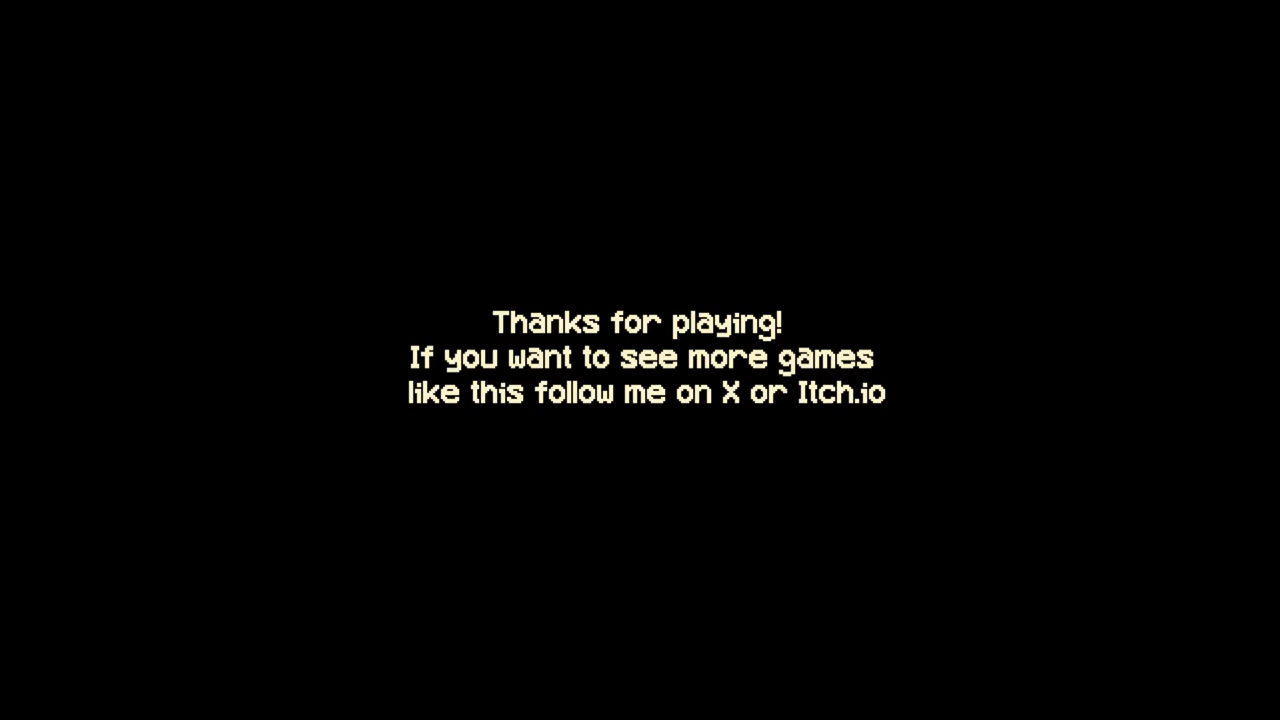 Thanks for playing!
If you want to see more games
like this follow me on X or Itch.io